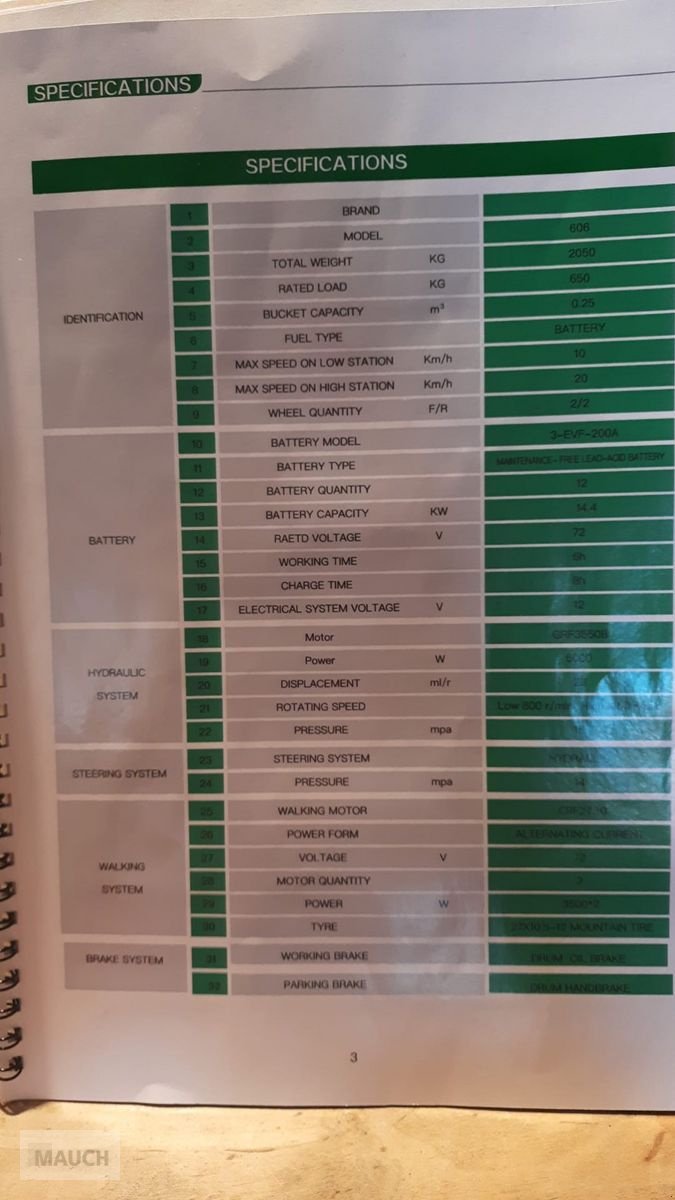 SPECIFICATIONS
SPECIFICATIONS
IDENTIFICATION
1 BRAND
2 MODEL 606
3 TOTAL WEIGHT KG 2050
4 RATED LOAD KG 650
5 BUCKET CAPACITY m³ 0.25
6 FUEL TYPE BATTERY
7 MAX SPEED ON LOW STATION Km/h 10
8 MAX SPEED ON HIGH STATION Km/h 20
9 WHEEL QUANTITY F/R 2/2
BATTERY
10 BATTERY MODEL 3-EVF-200A
11 BATTERY TYPE MAINTENANCE-FREE LEAD-ACID BATTERY
12 BATTERY QUANTITY 12
13 BATTERY CAPACITY KW 14.4
14 RAETD VOLTAGE V 72
15 WORKING TIME 6h
16 CHARGE TIME 8h
17 ELECTRICAL SYSTEM VOLTAGE V 12
HYDRAULIC
SYSTEM
18 Motor
19 Power W
20 DISPLACEMENT ml/r
21 ROTATING SPEED Low 800
22 PRESSURE mpa
STEERING SYSTEM
23 STEERING SYSTEM
24 PRESSURE mpa
WALKING
SYSTEM
25 WALKING MOTOR
26 POWER FORM ALTERNATING CURRENT
27 VOLTAGE V 72
28 MOTOR QUANTITY
29 POWER W 3500*2
30 TYRE MOUNTAIN TIRE
BRAKE SYSTEM
31 WORKING BRAKE DRUM OIL BRAKE
32 PARKING BRAKE DRUM HANDBRAKE
3
MAUCH